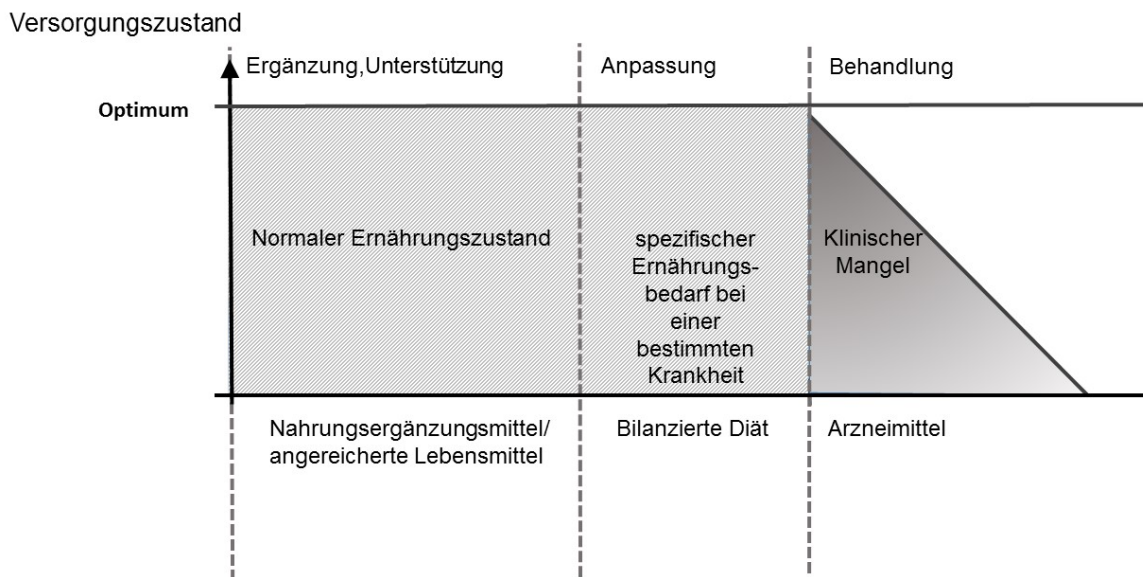 Versorgungszustand
Ergänzung,Unterstützung
Anpassung
Behandlung
Optimum
Normaler Ernährungszustand
spezifischer
Ernährungs-
bedarf bei
einer
bestimmten
Krankheit
Klinischer
Mangel
Nahrungsergänzungsmittel/
angereicherte Lebensmittel
Bilanzierte Diät
Arzneimittel